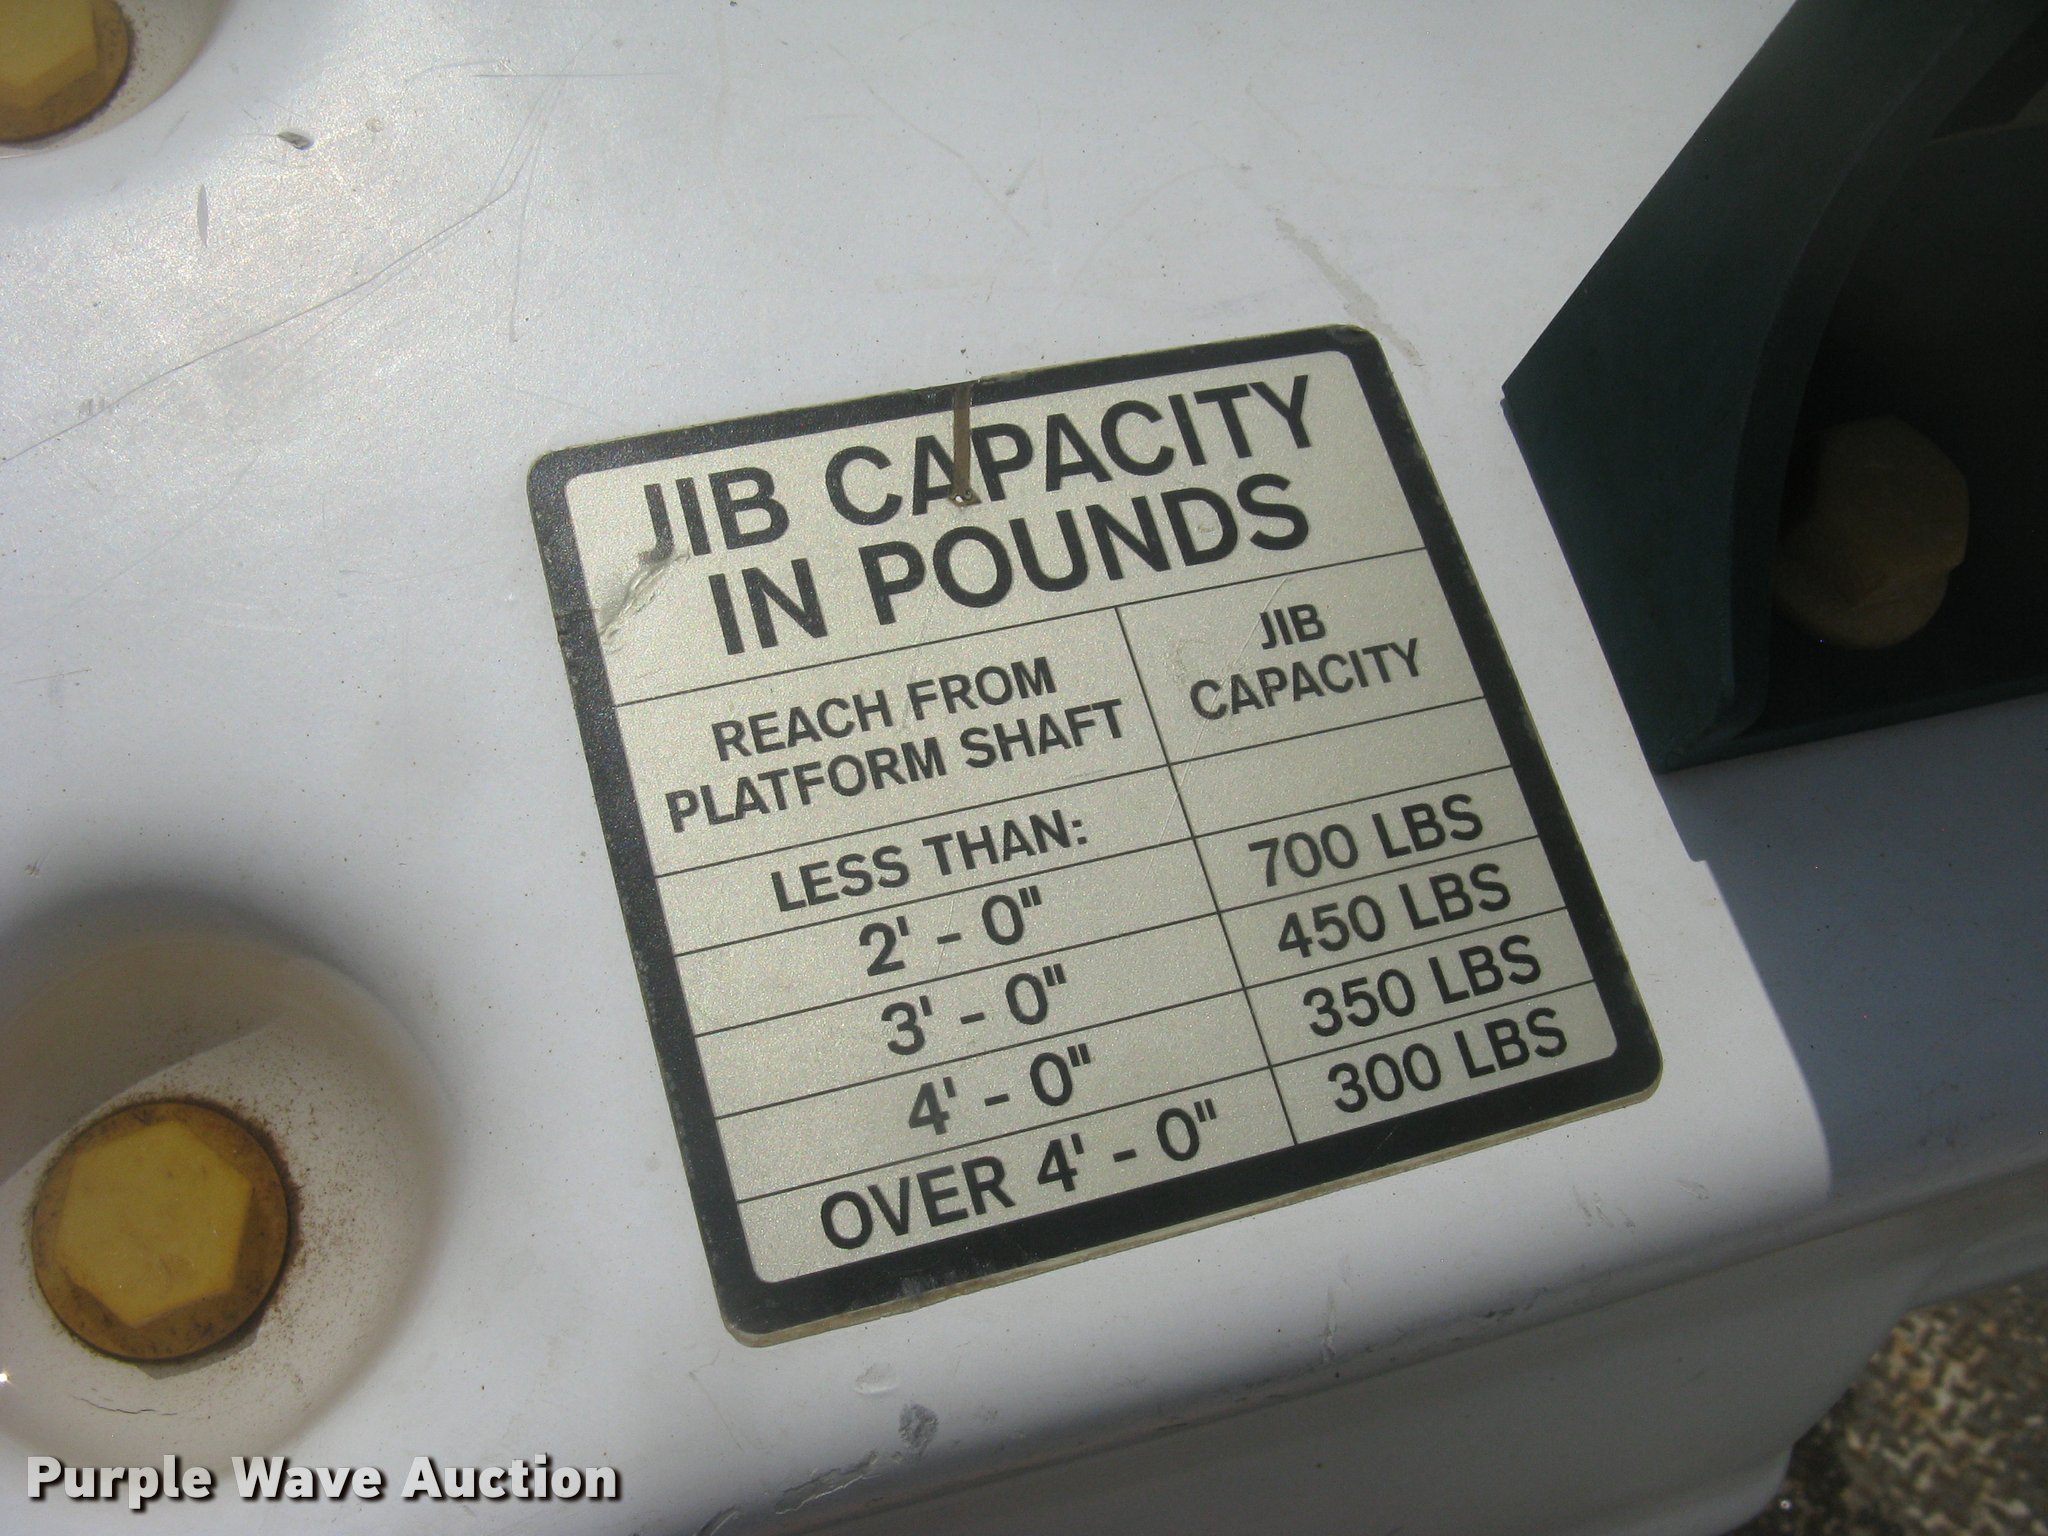 JIB CAPACITY
IN POUNDS
REACH FROM
PLATFORM SHAFT
JIB
CAPACITY
LESS THAN:
2' - 0" 700 LBS
3' - 0" 450 LBS
4' - 0" 350 LBS
OVER 4' - 0" 300 LBS
Purple Wave Auction